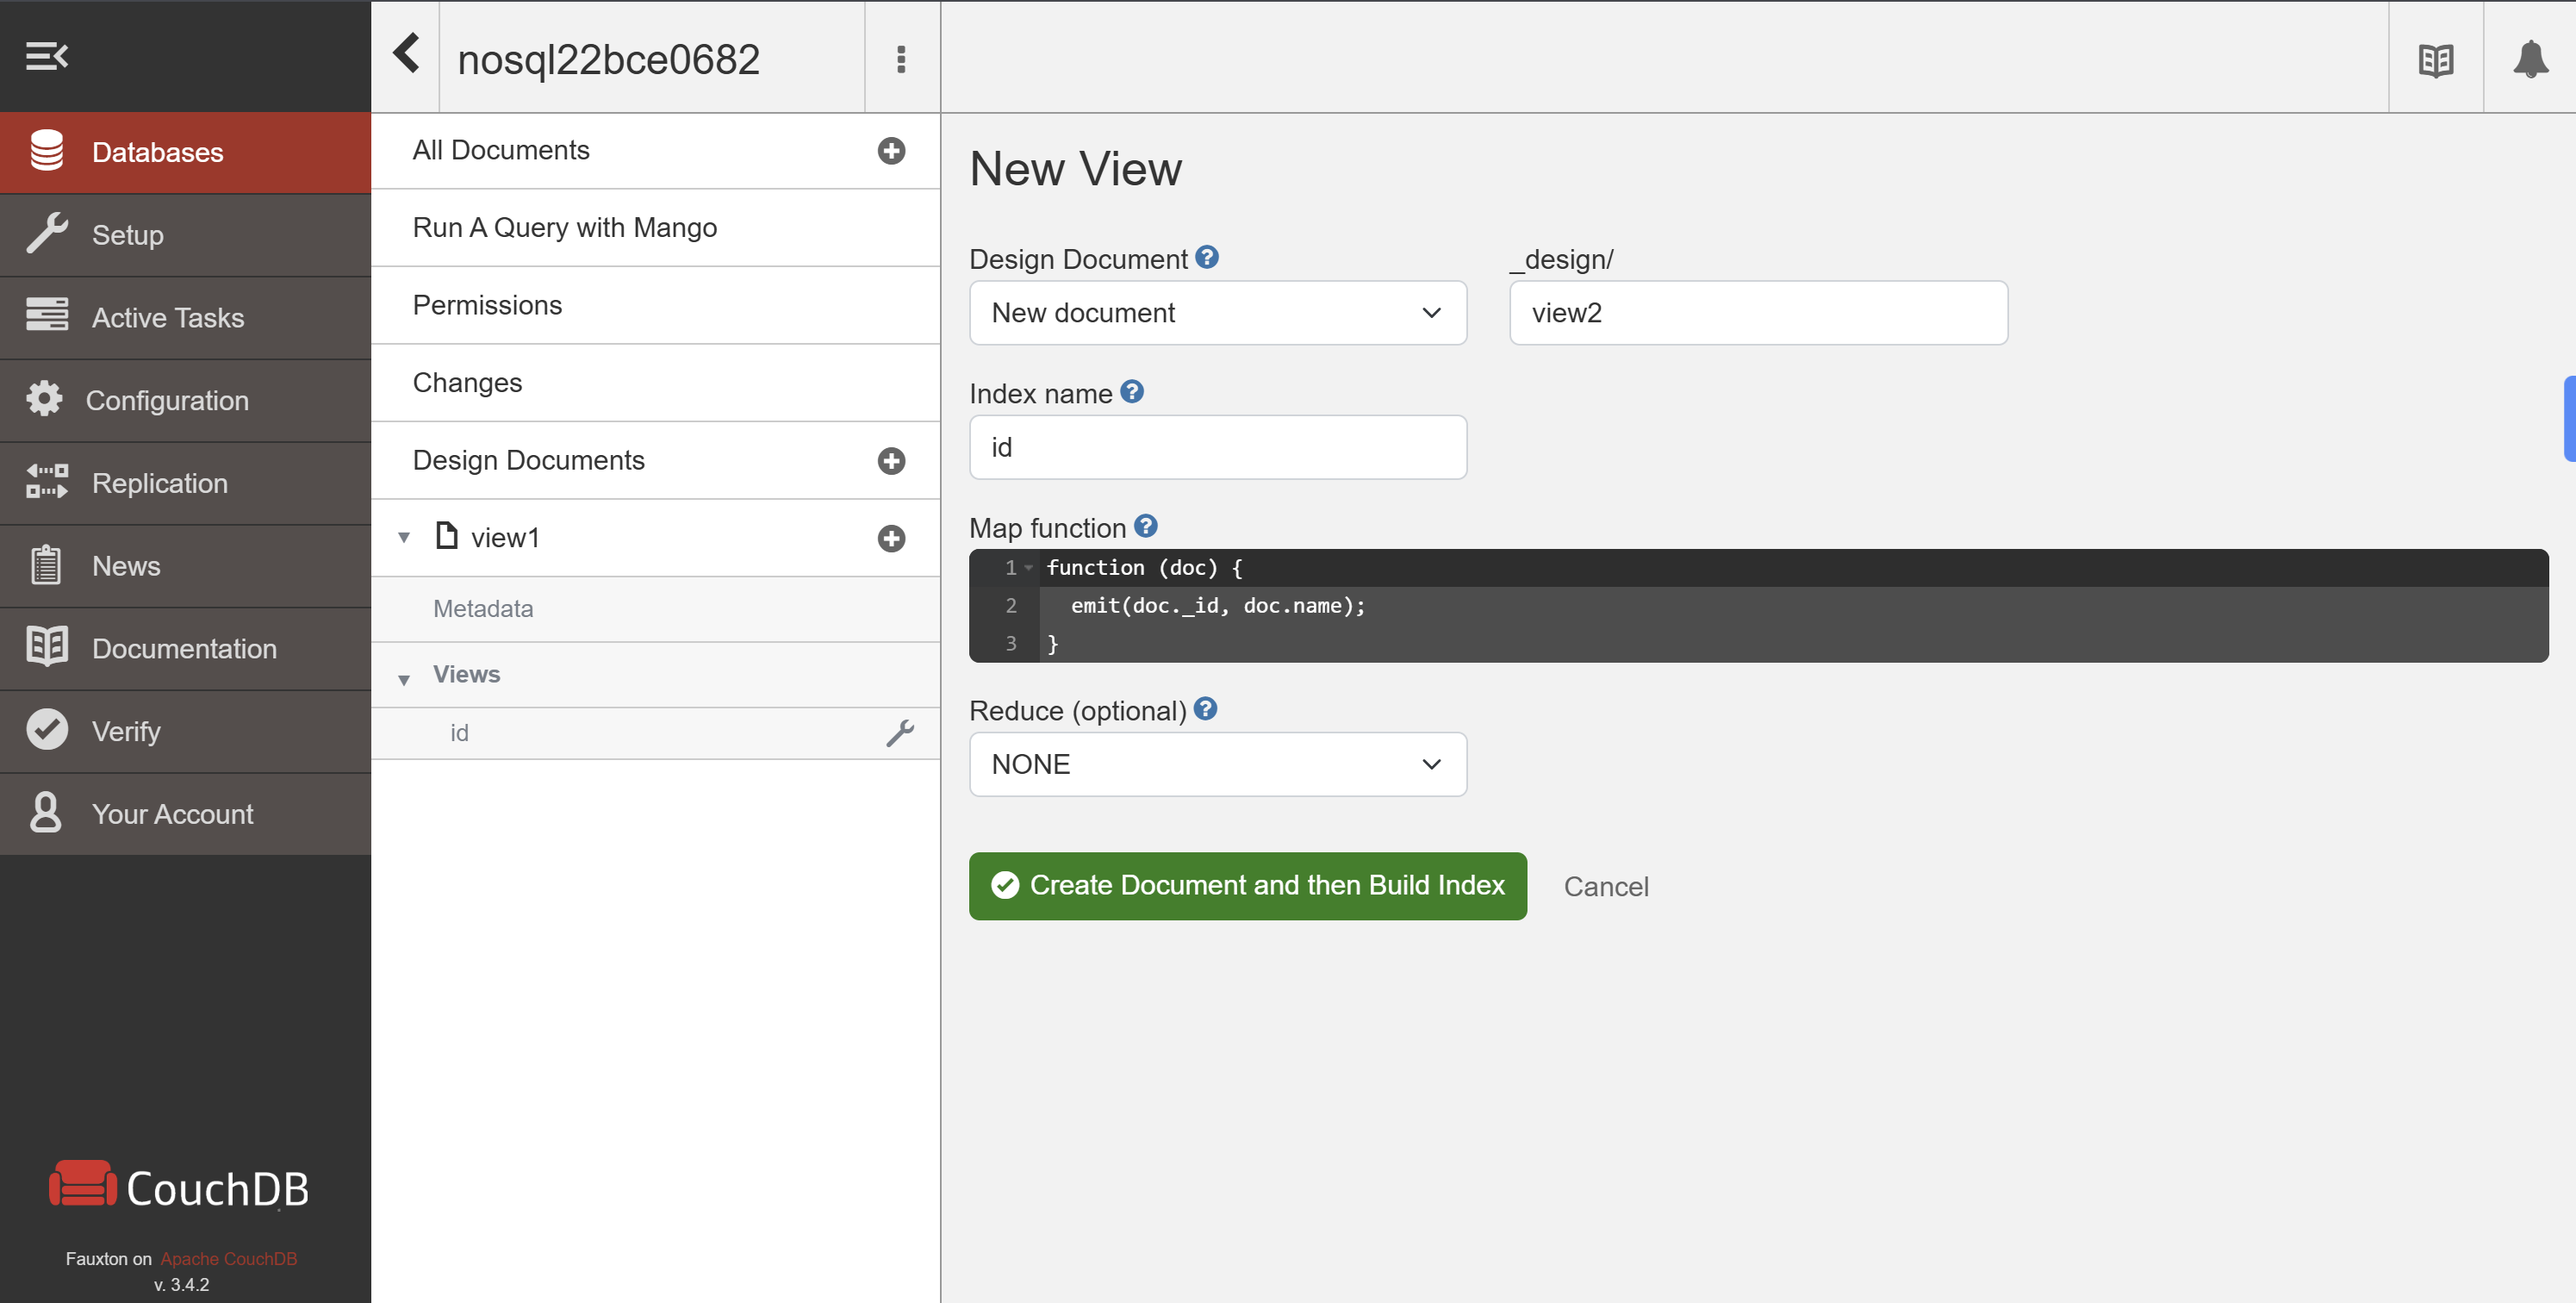 nosql22bce0682
Databases
Setup
Active Tasks
Configuration
Replication
News
Documentation
Verify
Your Account
CouchDB
Fauxton on Apache CouchDB
v. 3.4.2
All Documents
Run A Query with Mango
Permissions
Changes
Design Documents
view1
Metadata
Views
id
New View
Design Document ?
_design/
New document
view2
Index name ?
id
Map function ?
1 function (doc) {
2 emit(doc._id, doc.name);
3 }
Reduce (optional) ?
NONE
Create Document and then Build Index
Cancel